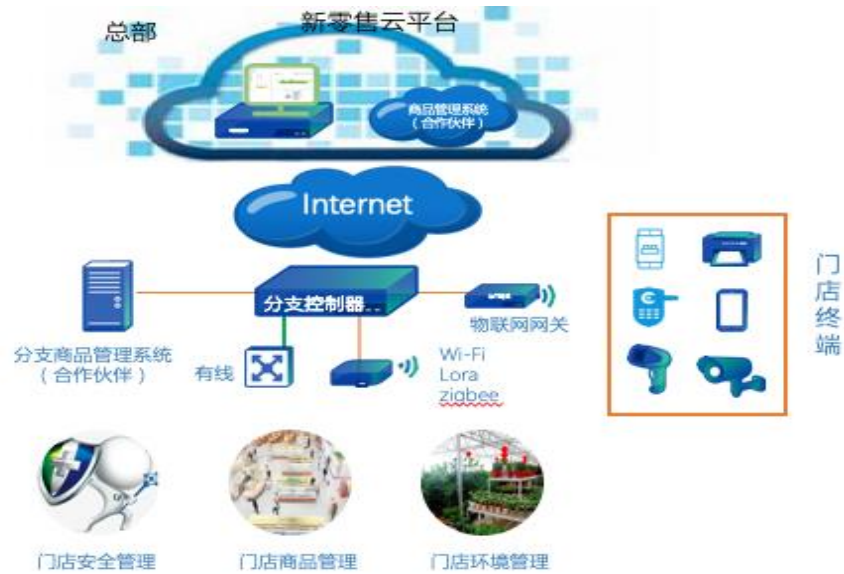 总部
新零售云平台
商品管理系统
（合作伙伴）
Internet
分支控制器
物联网网关
分支商品管理系统
（合作伙伴）
有线
Wi-Fi
Lora
zigbee
门店终端
门店安全管理
门店商品管理
门店环境管理